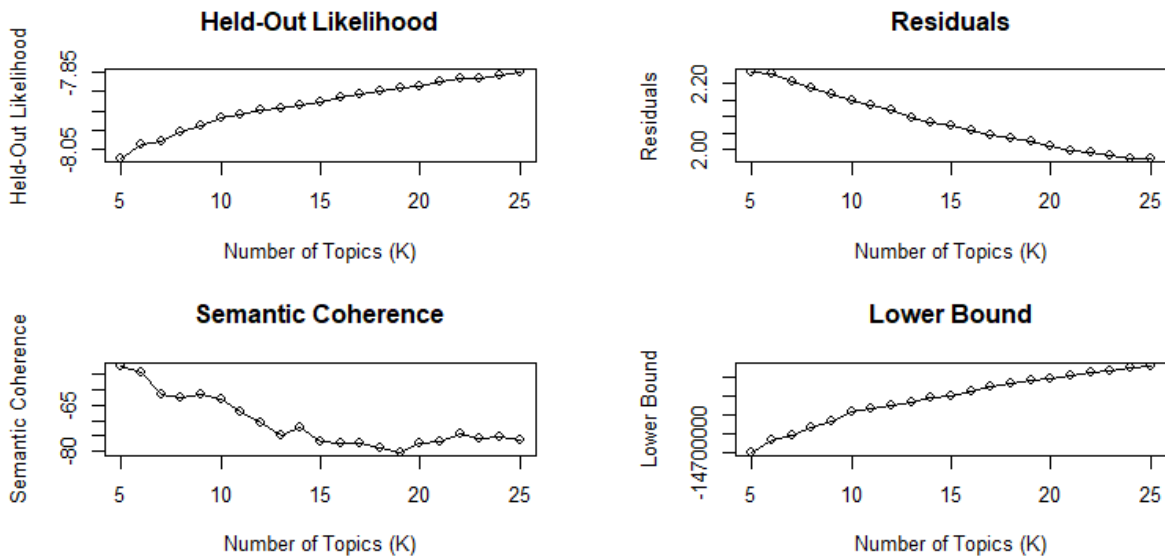 Held-Out Likelihood
Held-Out Likelihood
-7.85
-8.05
5 10 15 20 25
Number of Topics (K)
Residuals
Residuals
2.20
2.00
5 10 15 20 25
Number of Topics (K)
Semantic Coherence
Semantic Coherence
-65
-80
5 10 15 20 25
Number of Topics (K)
Lower Bound
Lower Bound
-14700000
5 10 15 20 25
Number of Topics (K)